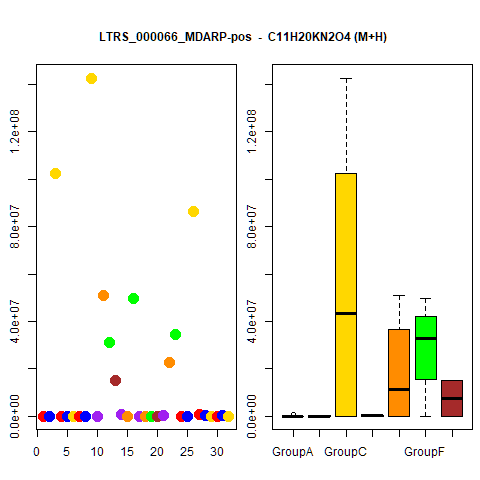 LTRS_000066_MDARP-pos - C11H20KN2O4 (M+H)
0.0e+00 4.0e+07 8.0e+07 1.2e+08
0 5 10 15 20 25 30
0.0e+00 4.0e+07 8.0e+07 1.2e+08
GroupA GroupC GroupF